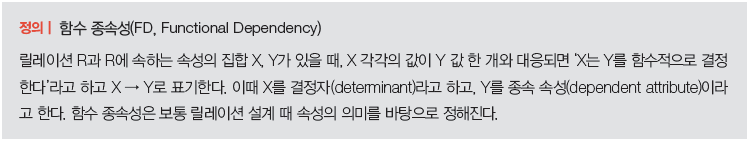 정의 | 함수 종속성(FD, Functional Dependency)
릴레이션 R과 R에 속하는 속성의 집합 X, Y가 있을 때, X 각각의 값이 Y 값 한 개와 대응되면 ‘X는 Y를 함수적으로 결정
한다’라고 하고 X → Y로 표기한다. 이때 X를 결정자(determinant)라고 하고, Y를 종속 속성(dependent attribute)이라
고 한다. 함수 종속성은 보통 릴레이션 설계 때 속성의 의미를 바탕으로 정해진다.